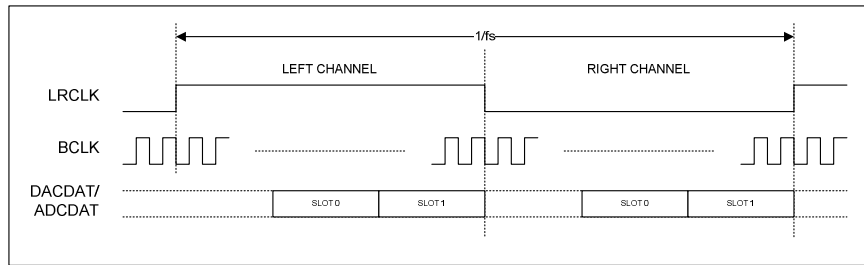 1/fs
LEFT CHANNEL
RIGHT CHANNEL
LRCLK
BCLK
DACDAT/
ADCDAT
SLOT 0
SLOT 1
SLOT 0
SLOT 1